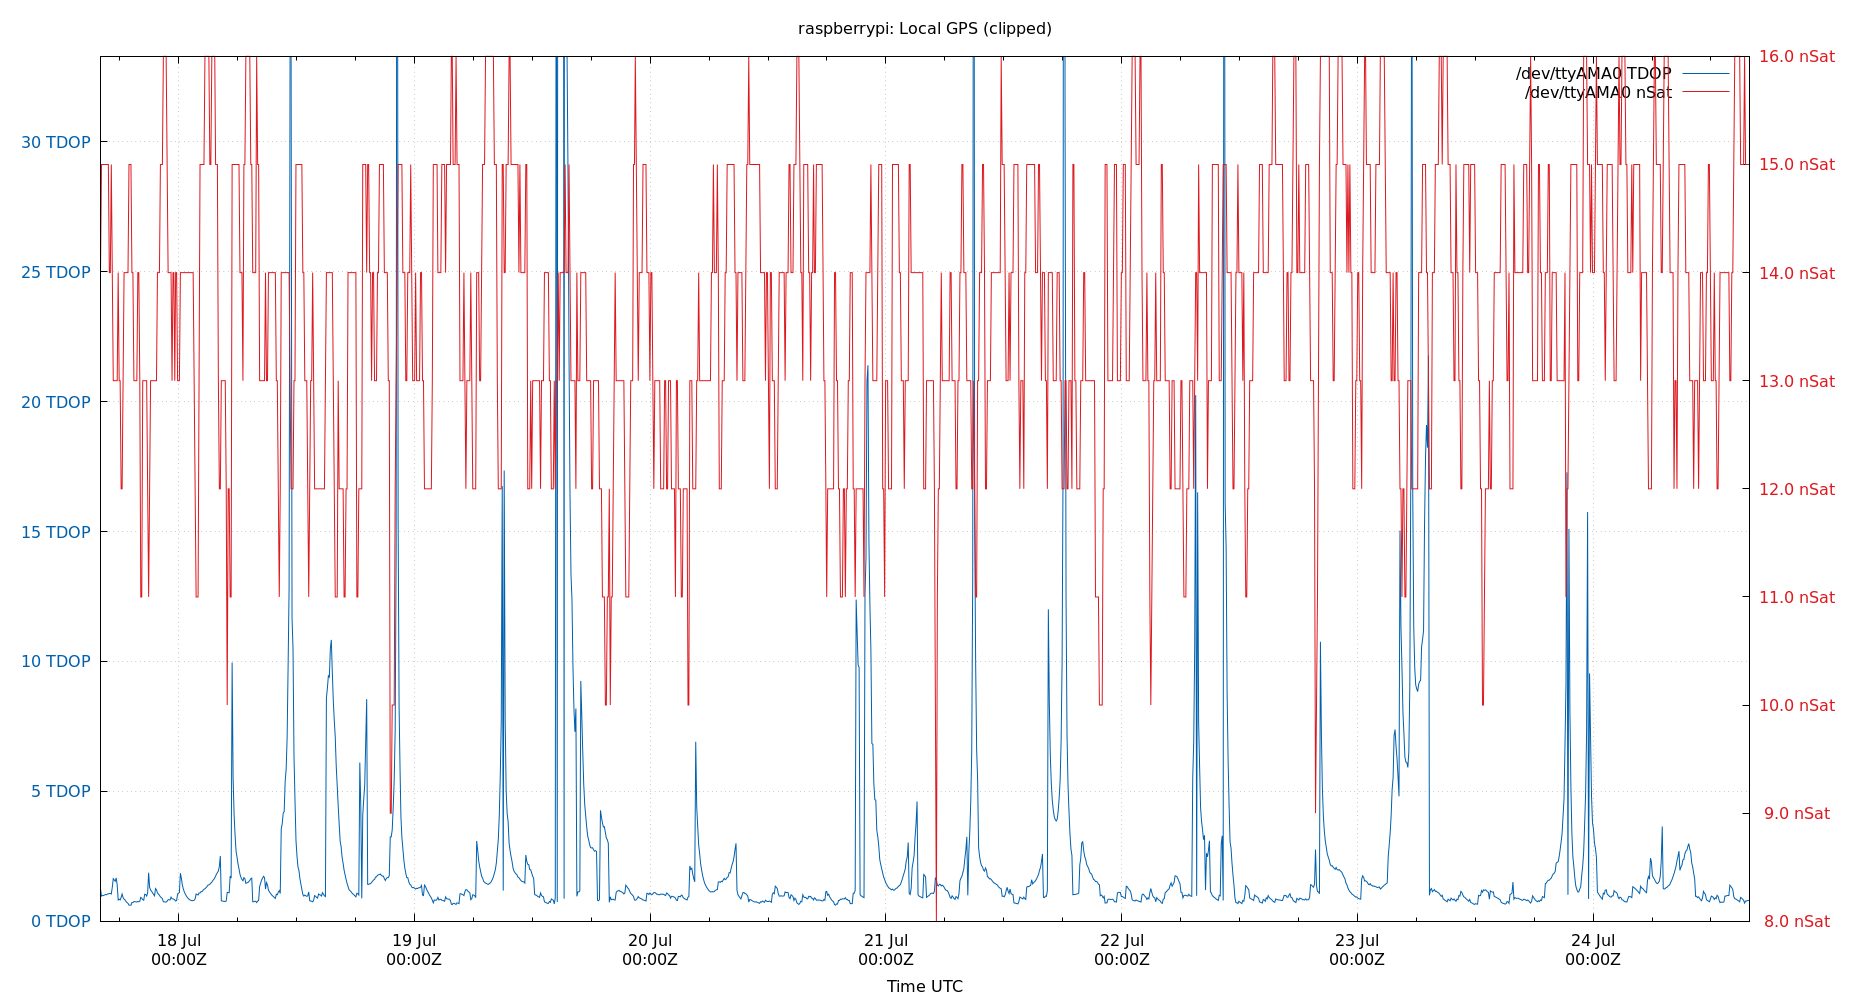 raspberrypi: Local GPS (clipped)
/dev/ttyAMA0 TDOP
/dev/ttyAMA0 nSat
30 TDOP
25 TDOP
20 TDOP
15 TDOP
10 TDOP
5 TDOP
0 TDOP
16.0 nSat
15.0 nSat
14.0 nSat
13.0 nSat
12.0 nSat
11.0 nSat
10.0 nSat
9.0 nSat
8.0 nSat
18 Jul
00:00Z
19 Jul
00:00Z
20 Jul
00:00Z
21 Jul
00:00Z
22 Jul
00:00Z
23 Jul
00:00Z
24 Jul
00:00Z
Time UTC